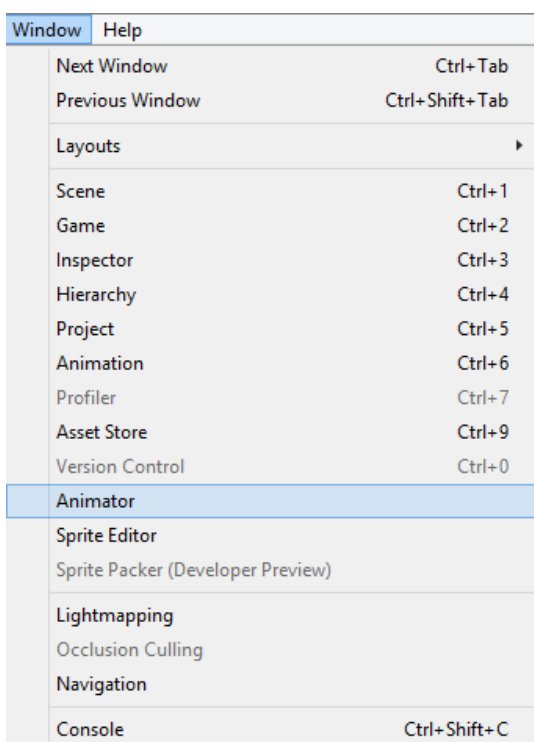 Window Help
Next Window Ctrl+Tab
Previous Window Ctrl+Shift+Tab
Layouts
Scene Ctrl+1
Game Ctrl+2
Inspector Ctrl+3
Hierarchy Ctrl+4
Project Ctrl+5
Animation Ctrl+6
Profiler Ctrl+7
Asset Store Ctrl+9
Version Control Ctrl+0
Animator
Sprite Editor
Sprite Packer (Developer Preview)
Lightmapping
Occlusion Culling
Navigation
Console Ctrl+Shift+C